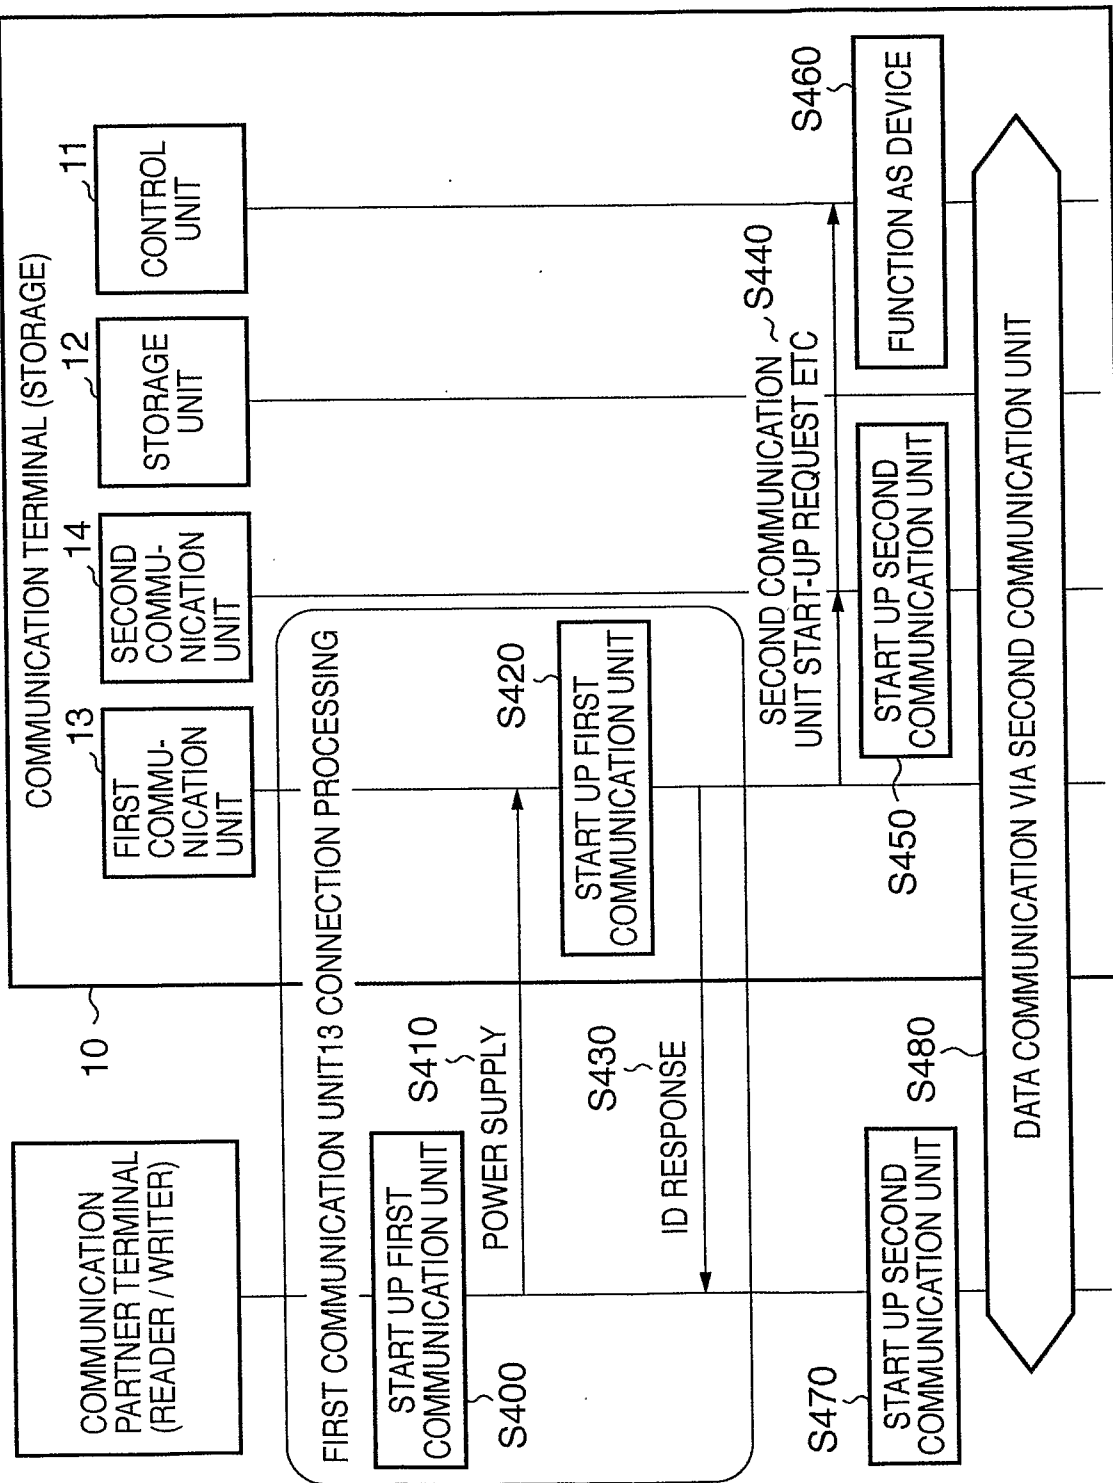 COMMUNICATION
PARTNER TERMINAL
(READER / WRITER)
10
COMMUNICATION TERMINAL (STORAGE)
13
FIRST
COMMU-
NICATION
UNIT
14
SECOND
COMMU-
NICATION
UNIT
12
STORAGE
UNIT
11
CONTROL
UNIT
FIRST COMMUNICATION UNIT13 CONNECTION PROCESSING
START UP FIRST
COMMUNICATION UNIT
S400
S410
POWER SUPPLY
S420
START UP FIRST
COMMUNICATION UNIT
S430
ID RESPONSE
SECOND COMMUNICATION
UNIT START-UP REQUEST ETC
S440
S450
START UP SECOND
COMMUNICATION UNIT
S460
FUNCTION AS DEVICE
S470
START UP SECOND
COMMUNICATION UNIT
S480
DATA COMMUNICATION VIA SECOND COMMUNICATION UNIT